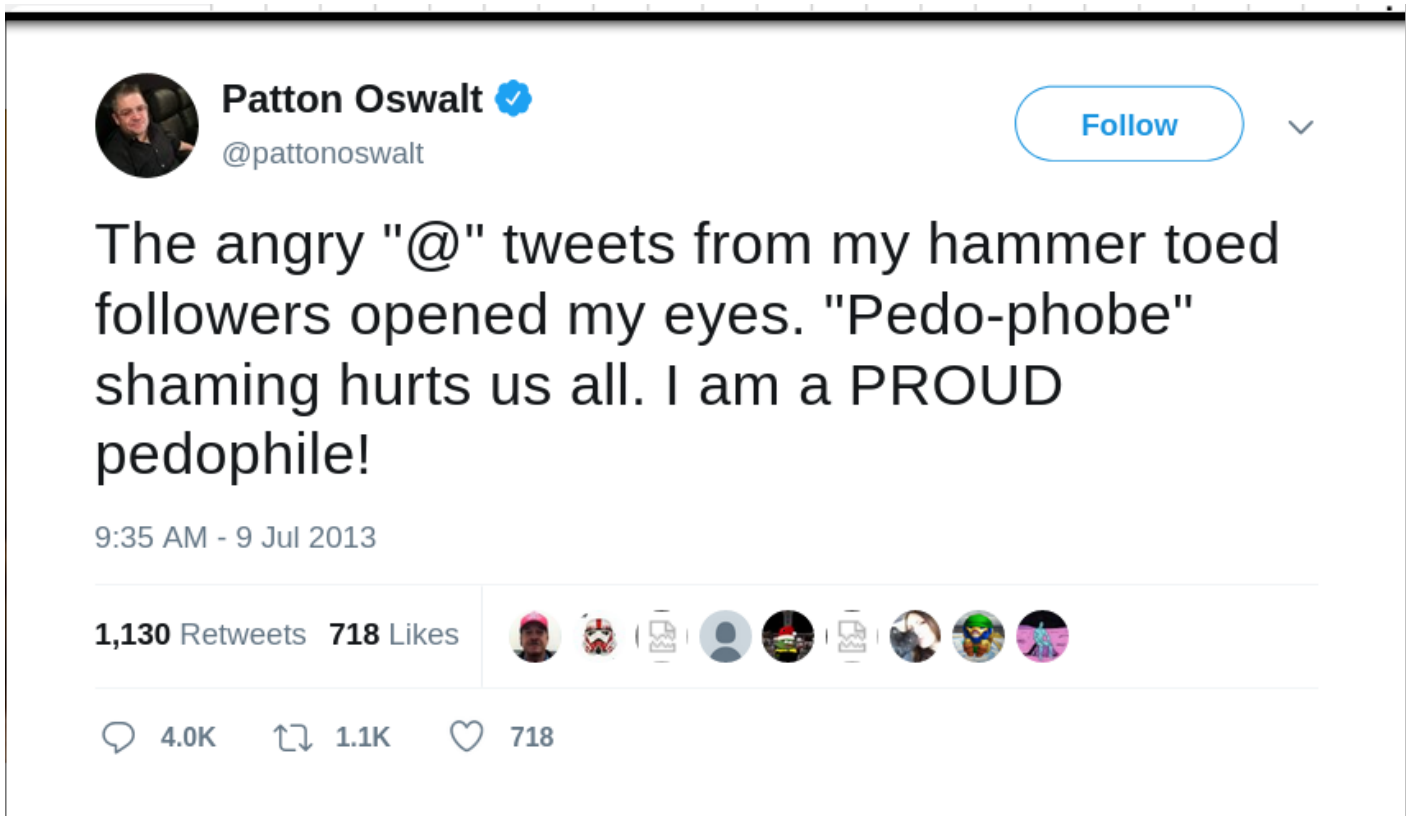 Patton Oswalt
@pattonoswalt
Follow
The angry "@" tweets from my hammer toed
followers opened my eyes. "Pedo-phobe"
shaming hurts us all. I am a PROUD
pedophile!
9:35 AM - 9 Jul 2013
1,130 Retweets 718 Likes
4.0K 1.1K 718